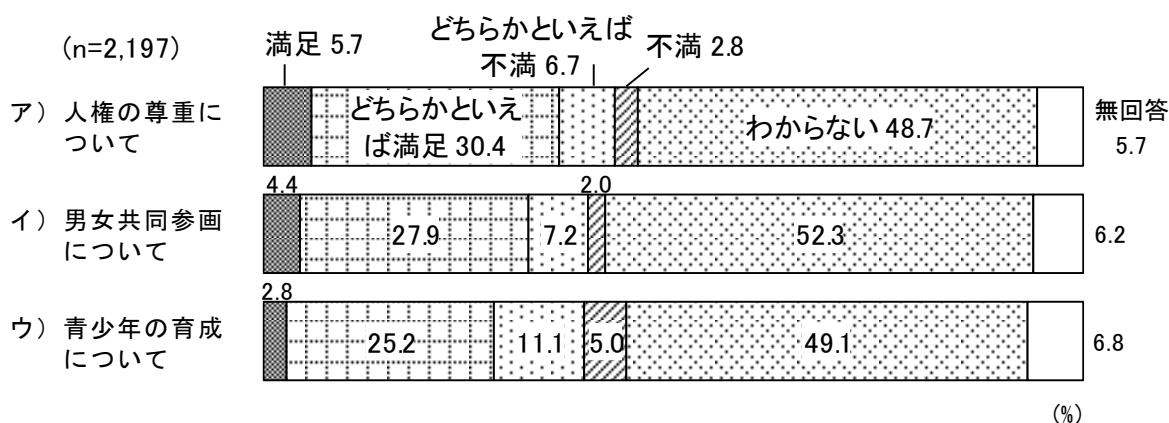 (n=2,197)
満足 5.7
どちらかといえば
不満 6.7
不満 2.8
ア）人権の尊重に
ついて
どちらかといえ
ば満足 30.4
わからない 48.7
無回答
5.7
4.4
2.0
イ）男女共同参画
について
27.9
7.2
52.3
6.2
2.8
ウ）青少年の育成
について
25.2
11.1
5.0
49.1
6.8
(%)